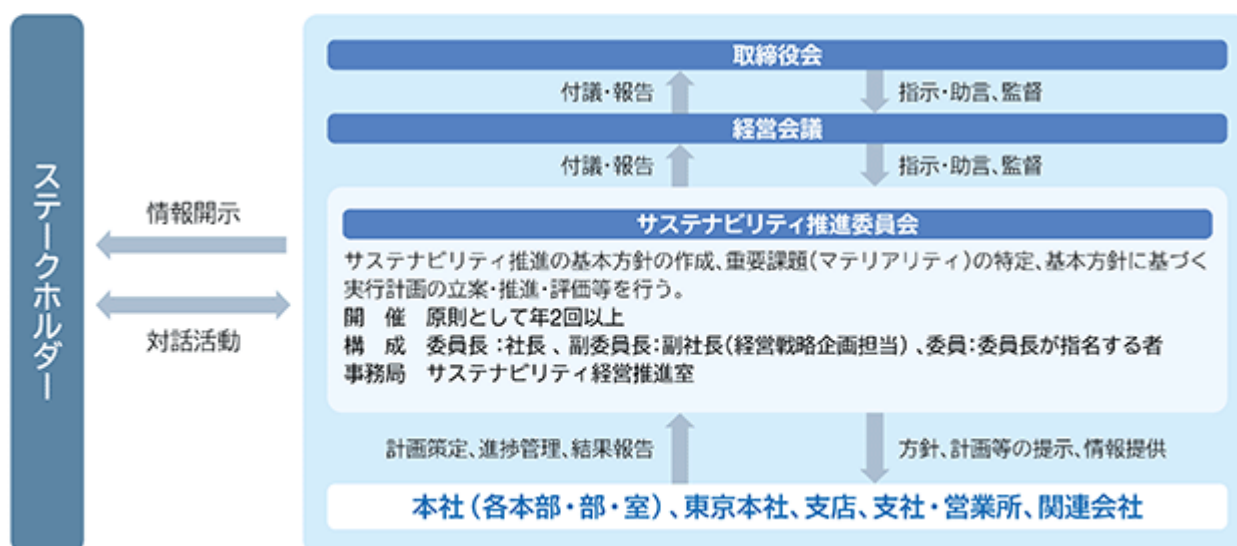 ステークホルダー
情報開示
対話活動
取締役会
付議・報告
指示・助言、監督
経営会議
付議・報告
指示・助言、監督
サステナビリティ推進委員会
サステナビリティ推進の基本方針の作成、重要課題(マテリアリティ)の特定、基本方針に基づく
実行計画の立案・推進・評価等を行う。
開　催　原則として年2回以上
構　成　委員長：社長 、副委員長：副社長(経営戦略企画担当) 、委員：委員長が指名する者
事務局　サステナビリティ経営推進室
計画策定、進捗管理、結果報告
方針、計画等の提示、情報提供
本社（各本部・部・室）、東京本社、支店、支社・営業所、関連会社